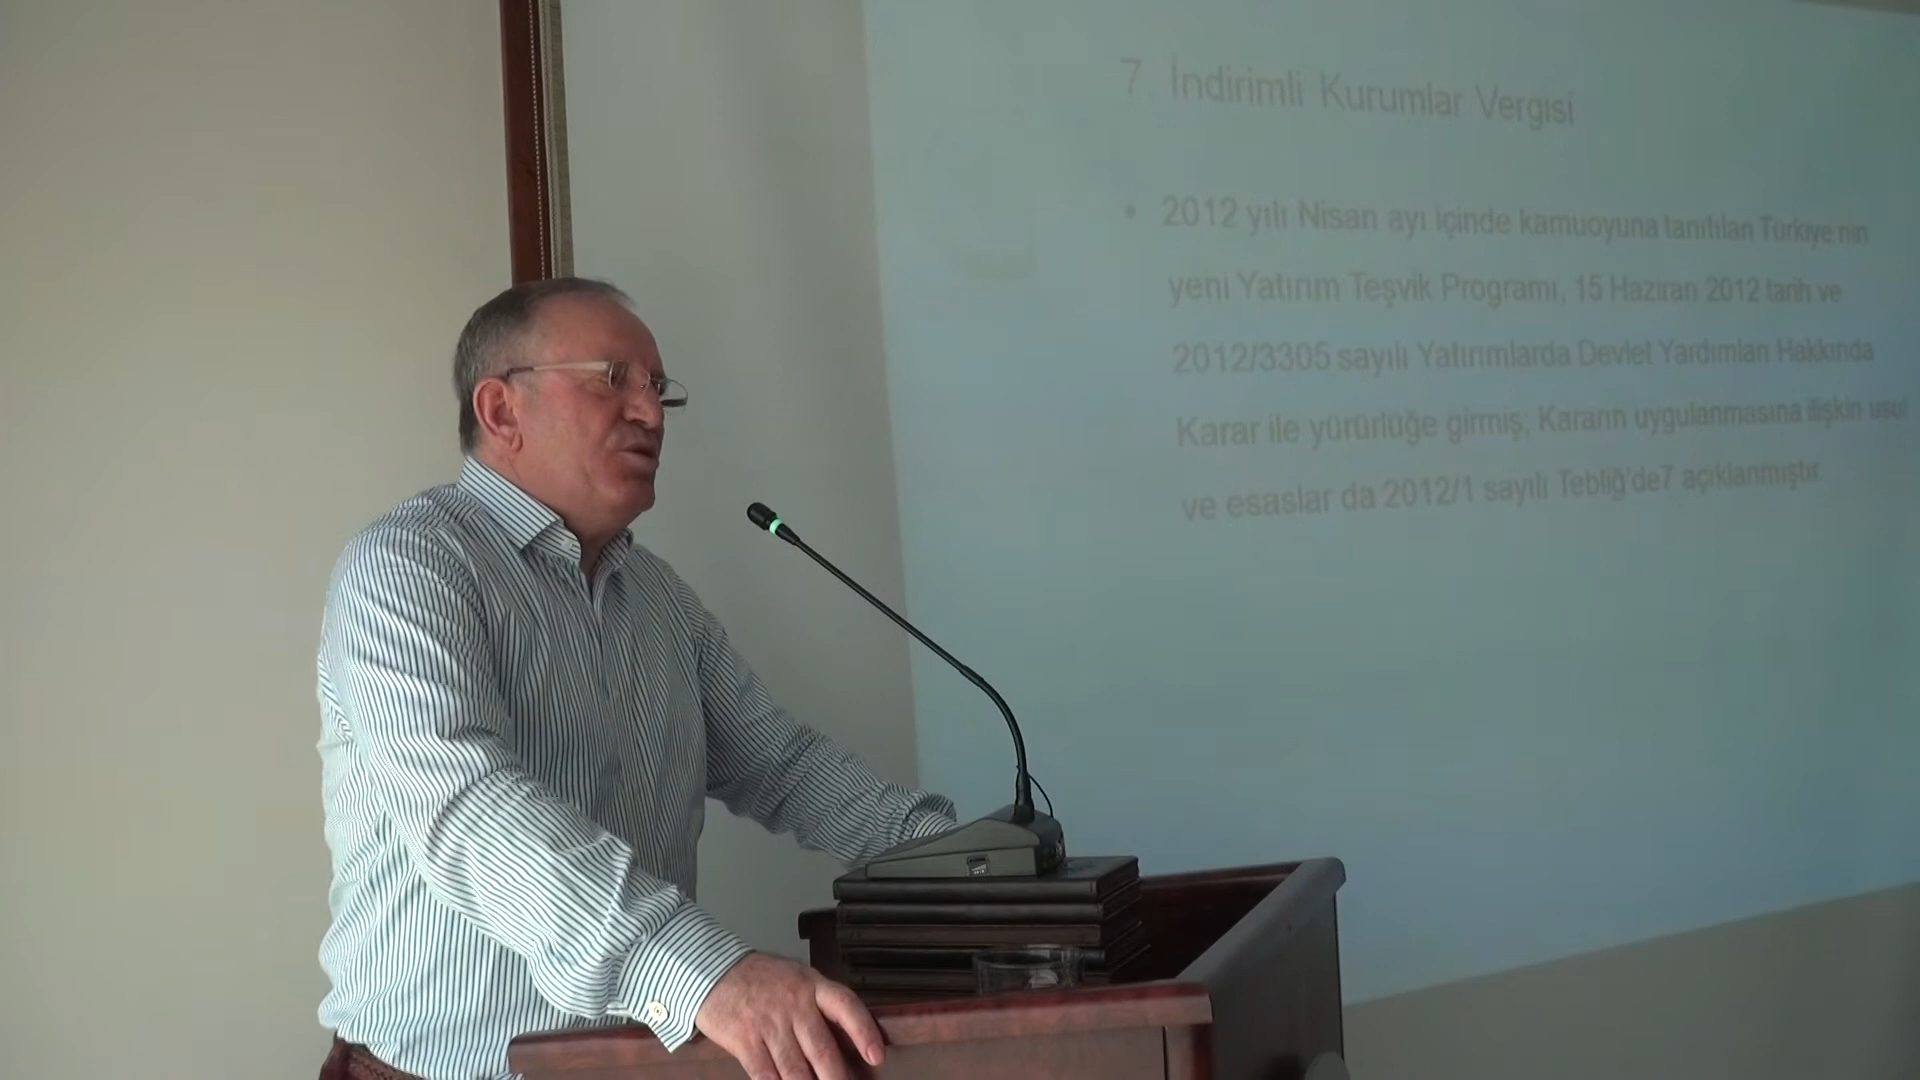 7 İndirimli Kurumlar Vergisi
• 2012 yılı Nisan ayı içinde kamuoyuna tanıtılan Türkiye'nin
yeni Yatırım Teşvik Programı, 15 Haziran 2012 tarih ve
2012/3305 sayılı Yatırımlarda Devlet Yardımları Hakkında
Karar ile yürürlüğe girmiş; Kararın uygulanmasına ilişkin usul
ve esaslar da 2012/1 sayılı Tebliğ'de7 açıklanmıştır.